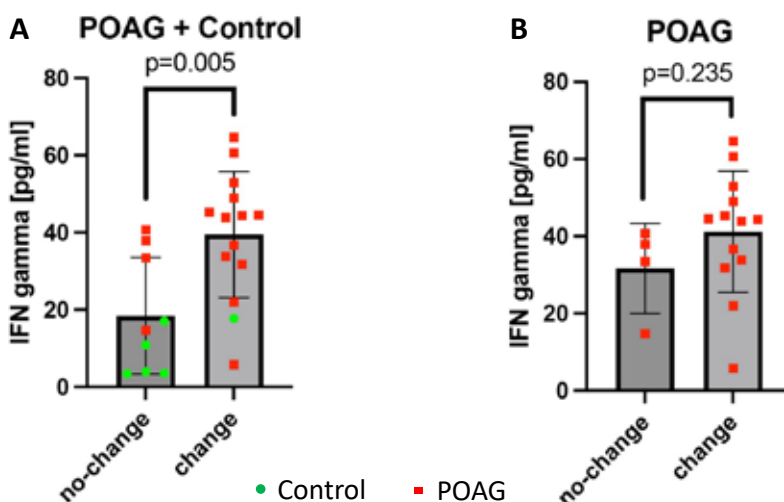 A
POAG + Control
p=0.005
IFN gamma [pg/ml]
80
60
40
20
0
no-change
change
B
POAG
p=0.235
IFN gamma [pg/ml]
80
60
40
20
0
no-change
change
Control
POAG